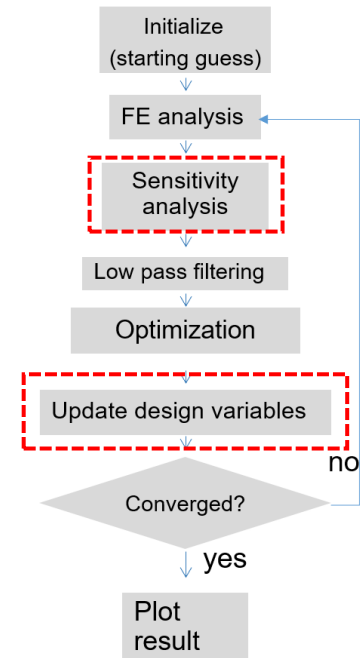 Initialize
(starting guess)
FE analysis
Sensitivity
analysis
Low pass filtering
Optimization
Update design variables
no
Converged?
yes
Plot
result